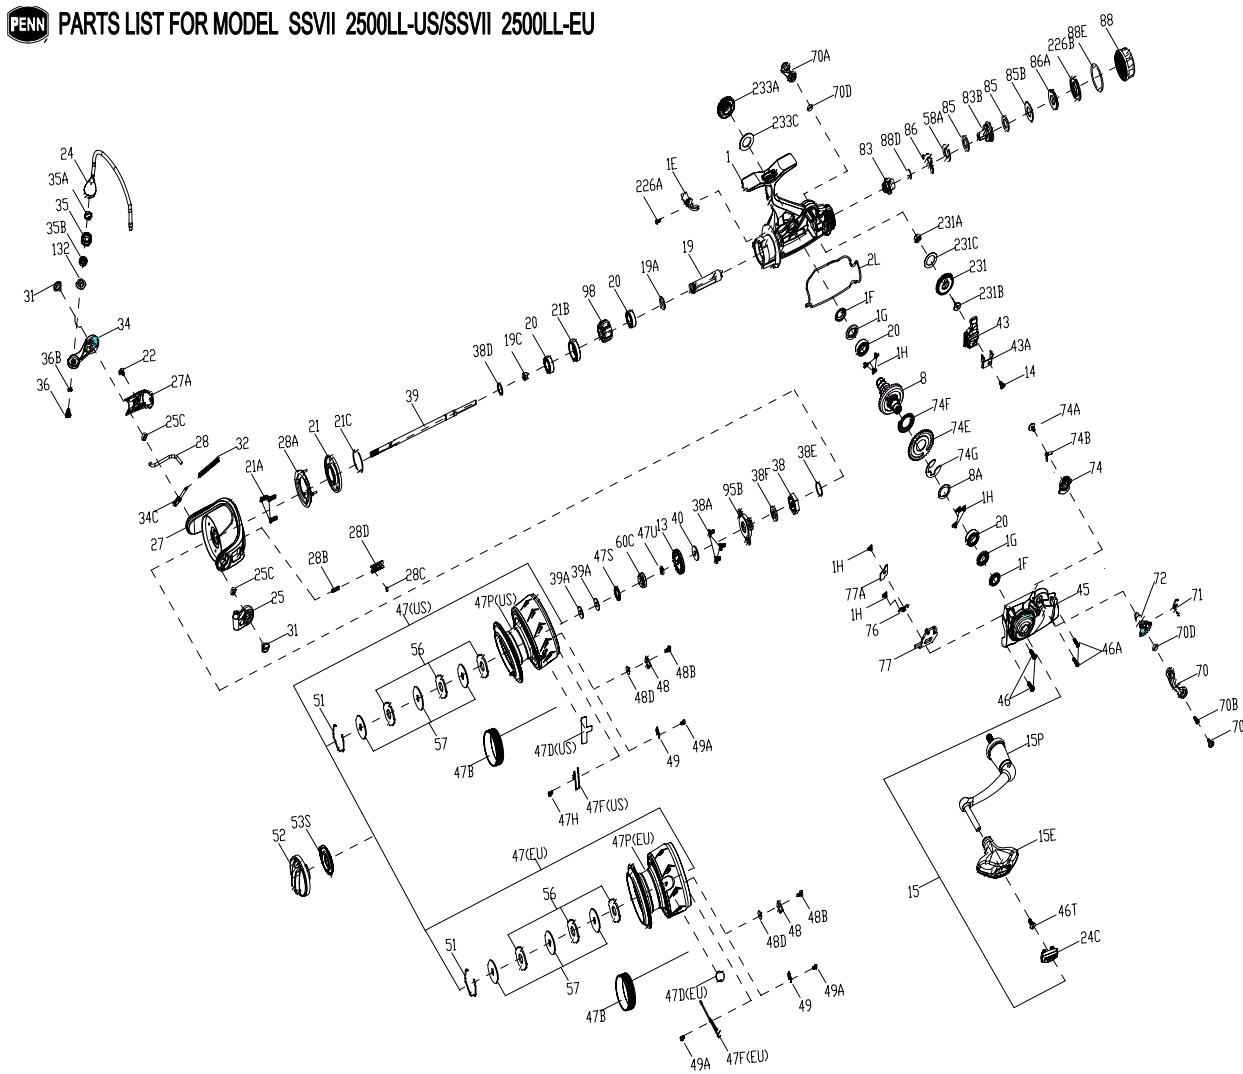 PENN PARTS LIST FOR MODEL SSVII 2500LL-US/SSVII 2500LL-EU
88
88E
226B
86A
85B
85
83B
85
58A
86
88D
83
70A
70D
233A
233C
1
1E
226A
24
35A
35
35B
132
31
34
36B
36
22
27A
25C
28
32
21A
34C
27
28A
21
21C
39
38D
19C
20
21B
98
20
19A
19
2L
1F
1G
20
1H
8
74F
74E
74G
8A
1H
20
1G
1F
231A
231C
231
231B
43
43A
14
74A
74B
74
28D
28B
28C
25C
25
31
47(US)
47P(US)
39A
39A
47S
60C
47U
13
40
38A
95B
38F
38
38E
1H
77A
1H
76
77
45
72
71
70D
46A
46
70
70B
70
56
51
57
47B
47D(US)
48D
48
48B
49
49A
47H
47F(US)
15P
15E
15
46T
24C
52
53S
47(EU)
47P(EU)
56
51
57
47B
47D(EU)
48D
48
48B
49
49A
49A
47F(EU)